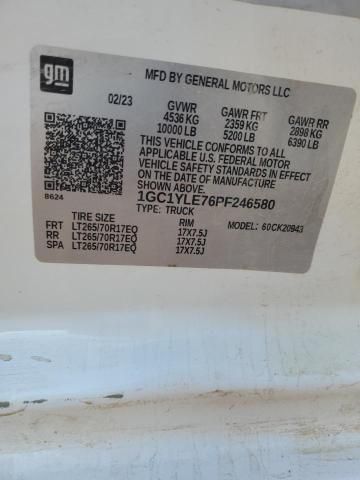 gm
MFD BY GENERAL MOTORS LLC
02/23
GVWR GAWR FRT GAWR RR
4536 KG 2359 KG 2898 KG
10000 LB 5200 LB 6390 LB
THIS VEHICLE CONFORMS TO ALL
APPLICABLE U.S. FEDERAL MOTOR
VEHICLE SAFETY STANDARDS IN
EFFECT ON THE DATE OF
MANUFACTURE SHOWN ABOVE.
8624
1GC1YLE76PF246580
TYPE: TRUCK
MODEL: 60CK20943
TIRE SIZE RIM
FRT LT265/70R17EQ 17X7.5J
RR LT265/70R17EQ 17X7.5J
SPA LT265/70R17EQ 17X7.5J